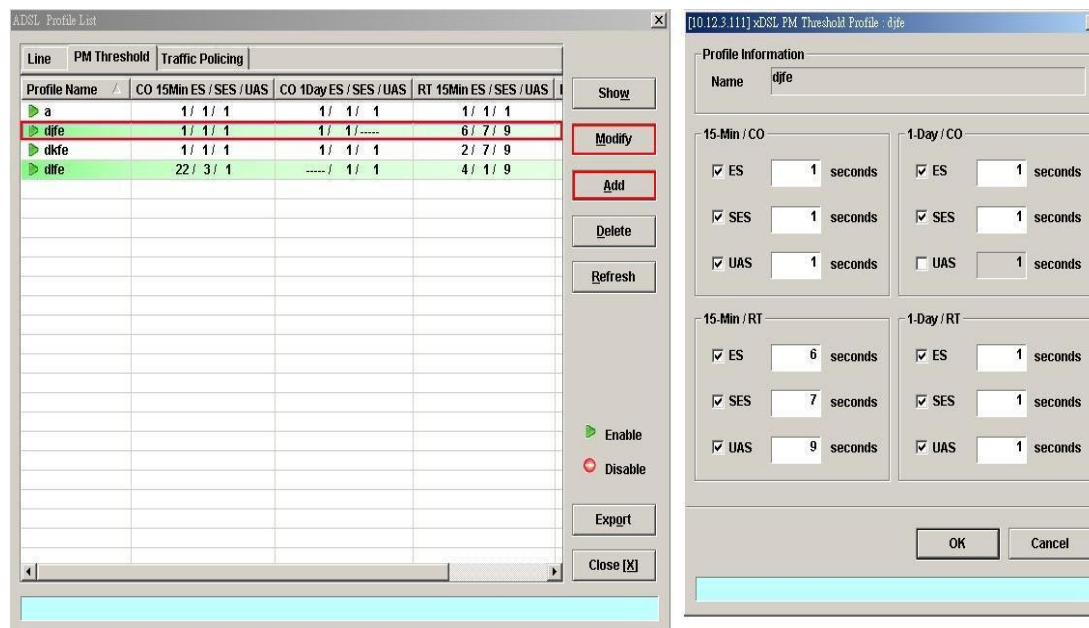 ADSL Profile List
Line PM Threshold Traffic Policing
Profile Name CO 15Min ES / SES / UAS CO 1Day ES / SES / UAS RT 15Min ES / SES / UAS
a 1 / 1 / 1 1 / 1 / 1 1 / 1 / 1
djfe 1 / 1 / 1 1 / 1 /----- 6 / 7 / 9
dkfe 1 / 1 / 1 1 / 1 / 1 2 / 7 / 9
dlfe 22 / 3 / 1 ----- / 1 / 1 4 / 1 / 9
Show
Modify
Add
Delete
Refresh
Enable
Disable
Export
Close [X]
[10.12.3.111] xDSL PM Threshold Profile : djfe
Profile Information
Name djfe
15-Min / CO
ES 1 seconds
SES 1 seconds
UAS 1 seconds
1-Day / CO
ES 1 seconds
SES 1 seconds
UAS 1 seconds
15-Min / RT
ES 6 seconds
SES 7 seconds
UAS 9 seconds
1-Day / RT
ES 1 seconds
SES 1 seconds
UAS 1 seconds
OK Cancel